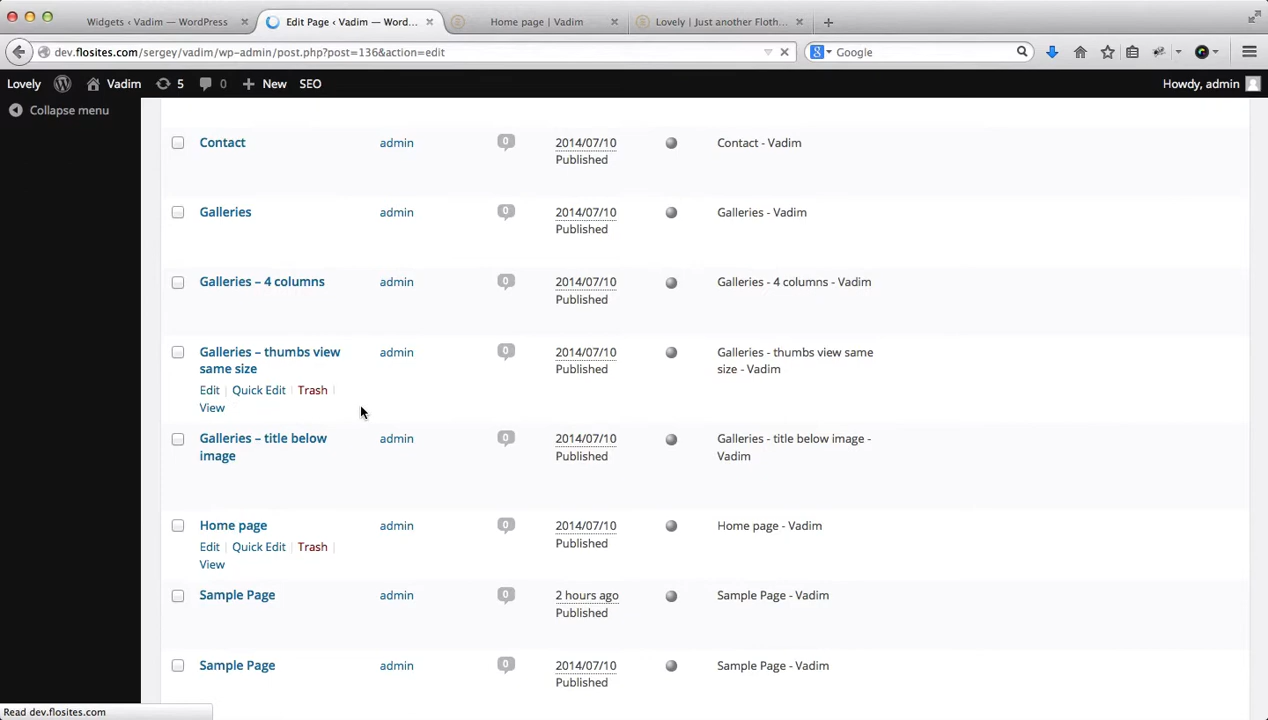 Widgets ‹ Vadim — WordPress
Edit Page ‹ Vadim — Word...
Home page | Vadim
Lovely | Just another Floth...
dev.flosites.com/sergey/vadim/wp-admin/post.php?post=136&action=edit
Google
Lovely
Vadim
5
0
New
SEO
Howdy, admin
Collapse menu
Contact
admin
0
2014/07/10
Published
Contact - Vadim
Galleries
admin
0
2014/07/10
Published
Galleries - Vadim
Galleries – 4 columns
admin
0
2014/07/10
Published
Galleries - 4 columns - Vadim
Galleries – thumbs view
same size
Edit | Quick Edit | Trash |
View
admin
0
2014/07/10
Published
Galleries - thumbs view same
size - Vadim
Galleries – title below
image
admin
0
2014/07/10
Published
Galleries - title below image -
Vadim
Home page
Edit | Quick Edit | Trash |
View
admin
0
2014/07/10
Published
Home page - Vadim
Sample Page
admin
0
2 hours ago
Published
Sample Page - Vadim
Sample Page
admin
0
2014/07/10
Published
Sample Page - Vadim
Read dev.flosites.com